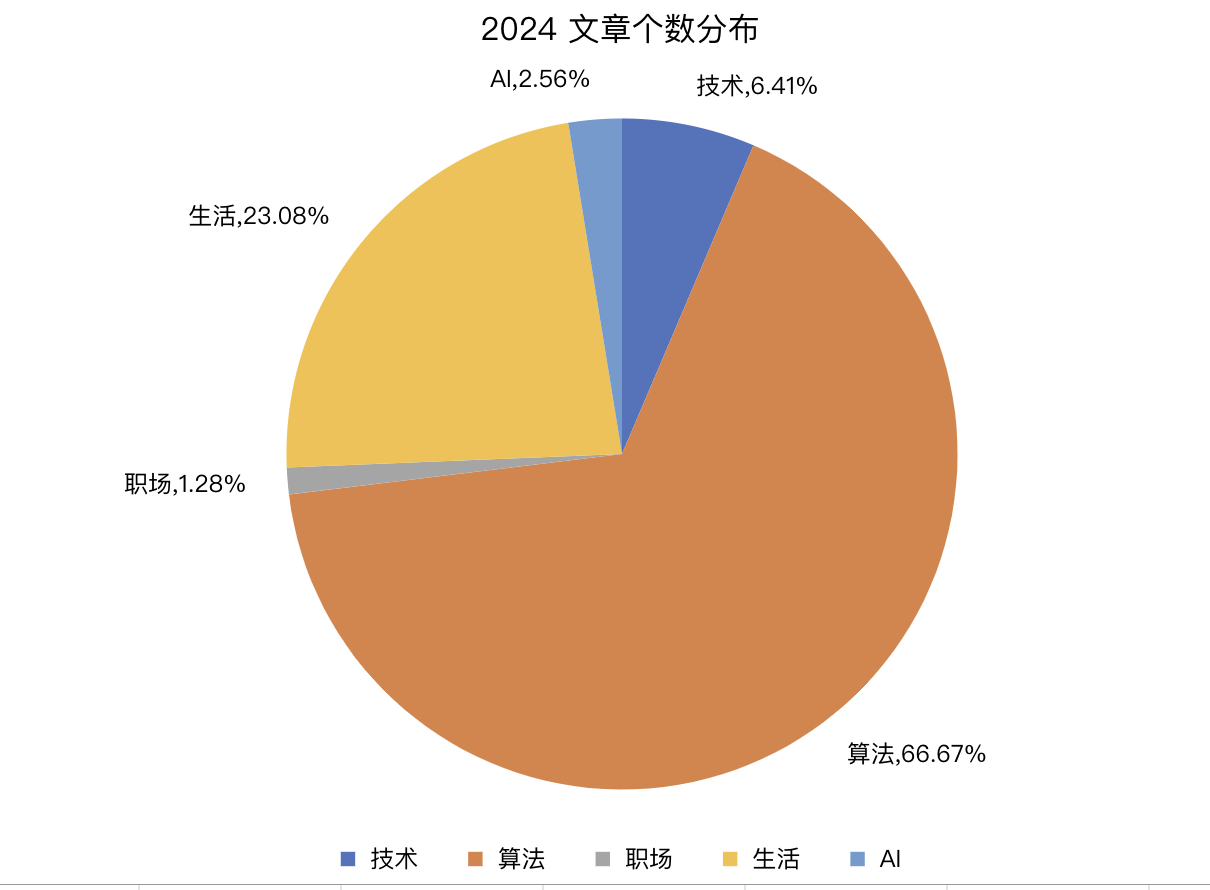 2024 文章个数分布
AI,2.56%
技术,6.41%
生活,23.08%
职场,1.28%
算法,66.67%
技术 算法 职场 生活 AI